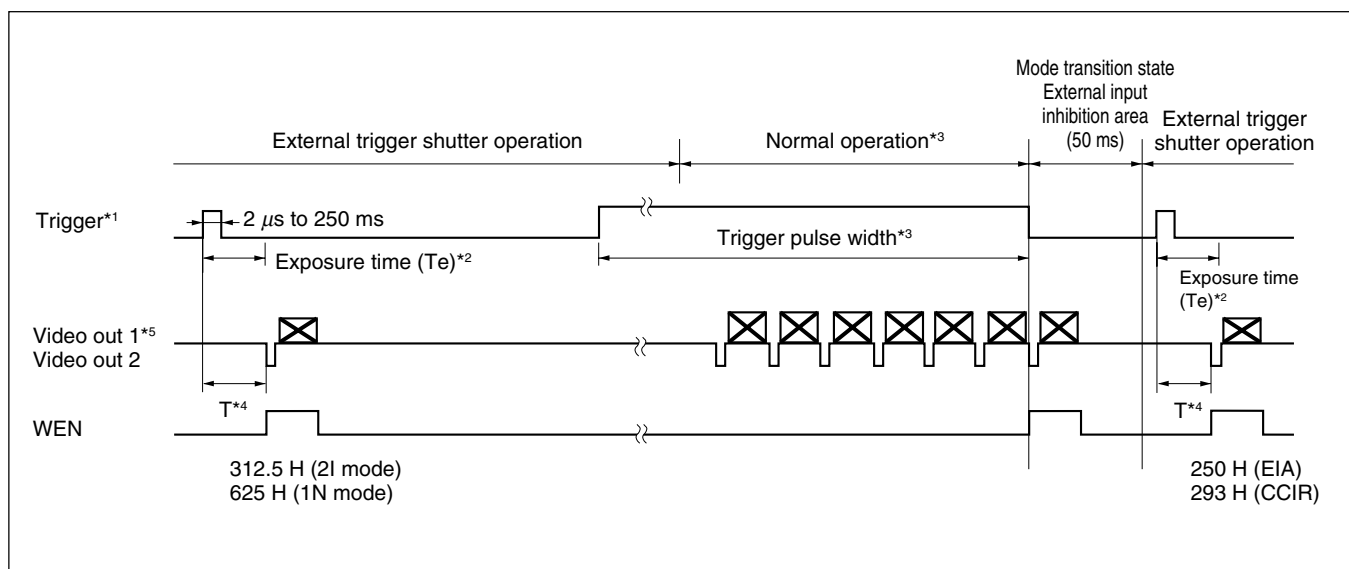 Mode transition state
External input
inhibition area
(50 ms)
External trigger shutter operation
Normal operation*3
External trigger
shutter operation
Trigger*1
2 μs to 250 ms
Trigger pulse width*3
Exposure time (Te)*2
Exposure time
(Te)*2
Video out 1*5
Video out 2
T*4
T*4
WEN
312.5 H (2I mode)
625 H (1N mode)
250 H (EIA)
293 H (CCIR)